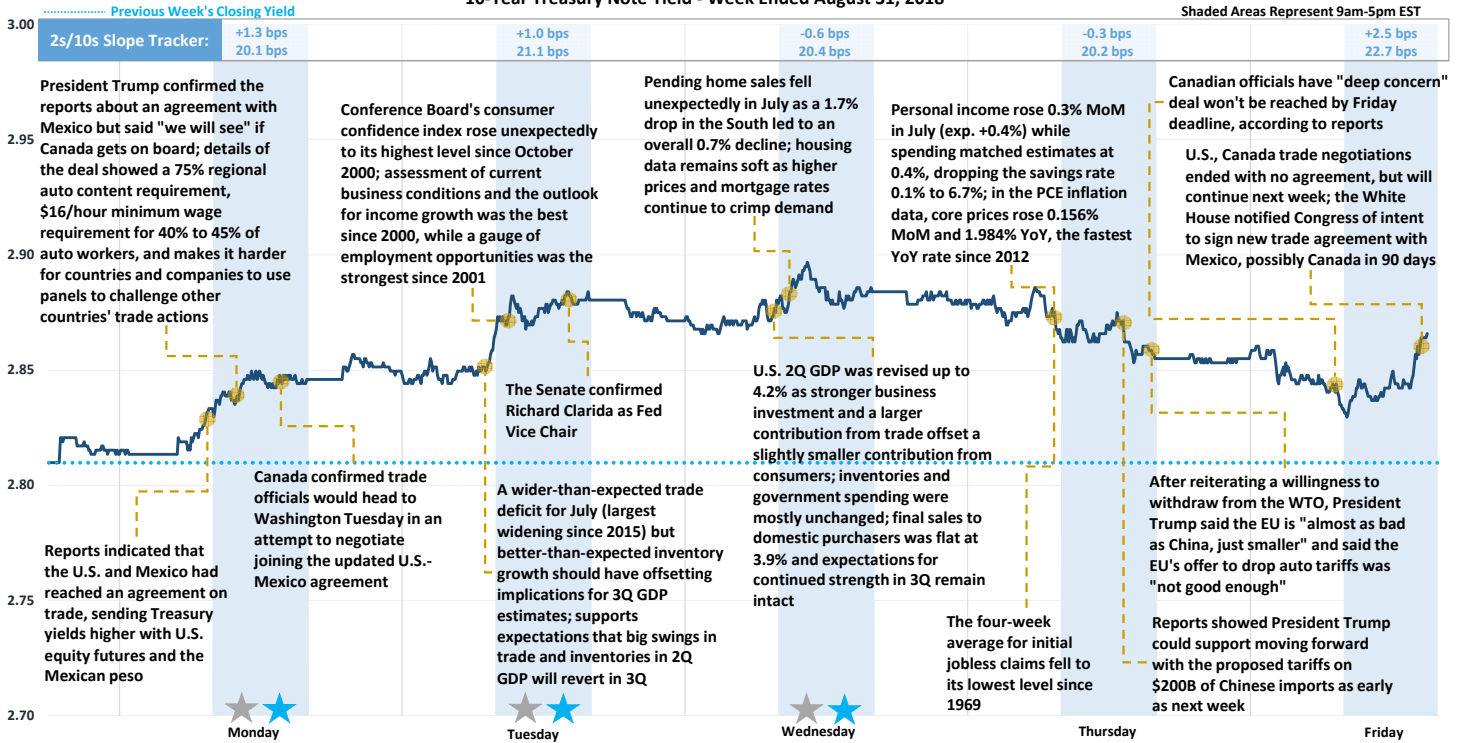 10-Year Treasury Note Yield - Week Ended August 31, 2018
Previous Week's Closing Yield
Shaded Areas Represent 9am-5pm EST
3.00
2.95
2.90
2.85
2.80
2.75
2.70
2s/10s Slope Tracker:
+1.3 bps
20.1 bps
+1.0 bps
21.1 bps
-0.6 bps
20.4 bps
-0.3 bps
20.2 bps
+2.5 bps
22.7 bps
President Trump confirmed the
reports about an agreement with
Mexico but said "we will see" if
Canada gets on board; details of
the deal showed a 75% regional
auto content requirement,
$16/hour minimum wage
requirement for 40% to 45% of
auto workers, and makes it harder
for countries and companies to use
panels to challenge other
countries' trade actions
Conference Board's consumer
confidence index rose unexpectedly
to its highest level since October
2000; assessment of current
business conditions and the outlook
for income growth was the best
since 2000, while a gauge of
employment opportunities was the
strongest since 2001
Pending home sales fell
unexpectedly in July as a 1.7%
drop in the South led to an
overall 0.7% decline; housing
data remains soft as higher
prices and mortgage rates
continue to crimp demand
Personal income rose 0.3% MoM
in July (exp. +0.4%) while
spending matched estimates at
0.4%, dropping the savings rate
0.1% to 6.7%; in the PCE inflation
data, core prices rose 0.156%
MoM and 1.984% YoY, the fastest
YoY rate since 2012
Canadian officials have "deep concern"
deal won't be reached by Friday
deadline, according to reports
U.S., Canada trade negotiations
ended with no agreement, but will
continue next week; the White
House notified Congress of intent
to sign new trade agreement with
Mexico, possibly Canada in 90 days
Reports indicated that
the U.S. and Mexico had
reached an agreement on
trade, sending Treasury
yields higher with U.S.
equity futures and the
Mexican peso
Canada confirmed trade
officials would head to
Washington Tuesday in an
attempt to negotiate
joining the updated U.S.-
Mexico agreement
The Senate confirmed
Richard Clarida as Fed
Vice Chair
A wider-than-expected trade
deficit for July (largest
widening since 2015) but
better-than-expected inventory
growth should have offsetting
implications for 3Q GDP
estimates; supports
expectations that big swings in
trade and inventories in 2Q
GDP will revert in 3Q
U.S. 2Q GDP was revised up to
4.2% as stronger business
investment and a larger
contribution from trade offset a
slightly smaller contribution from
consumers; inventories and
government spending were
mostly unchanged; final sales to
domestic purchasers was flat at
3.9% and expectations for
continued strength in 3Q remain
intact
The four-week
average for initial
jobless claims fell to
its lowest level since
1969
After reiterating a willingness to
withdraw from the WTO, President
Trump said the EU is "almost as bad
as China, just smaller" and said the
EU's offer to drop auto tariffs was
"not good enough"
Reports showed President Trump
could support moving forward
with the proposed tariffs on
$200B of Chinese imports as early
as next week
Monday
Tuesday
Wednesday
Thursday
Friday